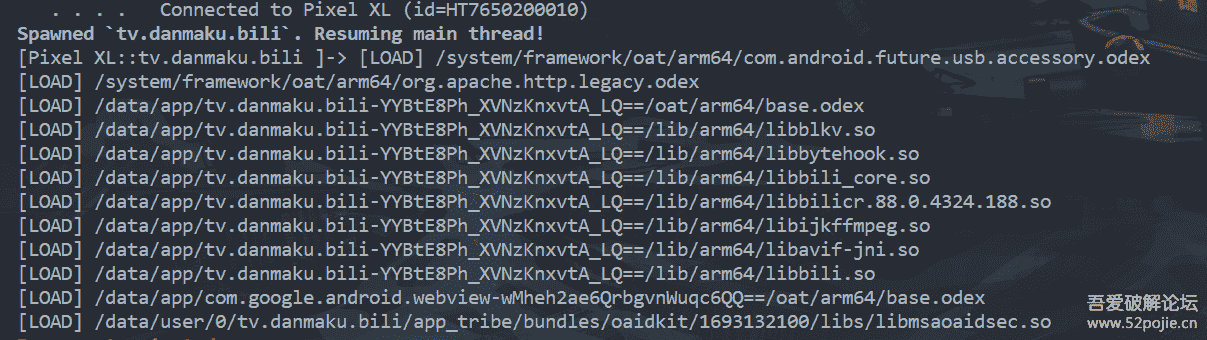 . . . .   Connected to Pixel XL (id=HT7650200010)
Spawned `tv.danmaku.bili`. Resuming main thread!
[Pixel XL::tv.danmaku.bili ]-> [LOAD] /system/framework/oat/arm64/com.android.future.usb.accessory.odex
[LOAD] /system/framework/oat/arm64/org.apache.http.legacy.odex
[LOAD] /data/app/tv.danmaku.bili-YYBtE8Ph_XVNzKnxvtA_LQ==/oat/arm64/base.odex
[LOAD] /data/app/tv.danmaku.bili-YYBtE8Ph_XVNzKnxvtA_LQ==/lib/arm64/libblkv.so
[LOAD] /data/app/tv.danmaku.bili-YYBtE8Ph_XVNzKnxvtA_LQ==/lib/arm64/libbytehook.so
[LOAD] /data/app/tv.danmaku.bili-YYBtE8Ph_XVNzKnxvtA_LQ==/lib/arm64/libbili_core.so
[LOAD] /data/app/tv.danmaku.bili-YYBtE8Ph_XVNzKnxvtA_LQ==/lib/arm64/libbilicr.88.0.4324.188.so
[LOAD] /data/app/tv.danmaku.bili-YYBtE8Ph_XVNzKnxvtA_LQ==/lib/arm64/libijkffmpeg.so
[LOAD] /data/app/tv.danmaku.bili-YYBtE8Ph_XVNzKnxvtA_LQ==/lib/arm64/libavif-jni.so
[LOAD] /data/app/tv.danmaku.bili-YYBtE8Ph_XVNzKnxvtA_LQ==/lib/arm64/libbili.so
[LOAD] /data/app/com.google.android.webview-wMheh2ae6QrbgvnWuqc6QQ==/oat/arm64/base.odex
[LOAD] /data/user/0/tv.danmaku.bili/app_tribe/bundles/oaidkit/1693132100/libs/libmsaoaidsec.so
吾爱破解论坛
www.52pojie.cn